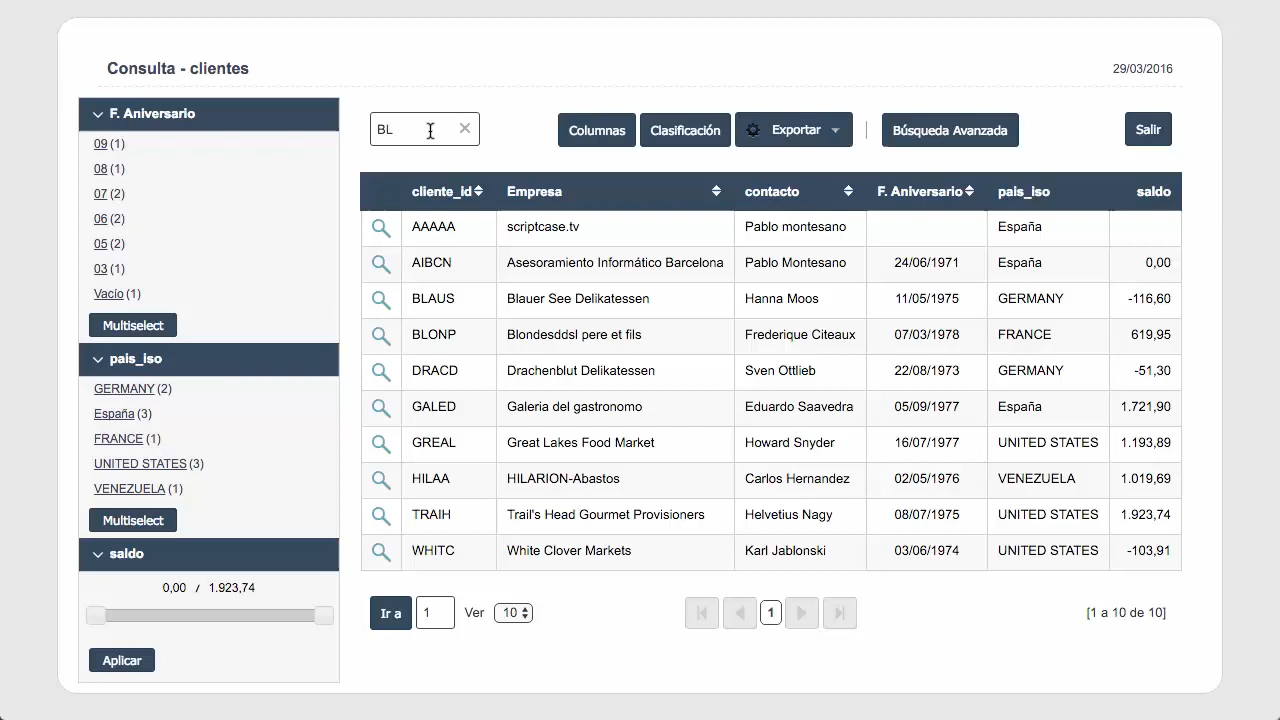 Consulta - clientes
29/03/2016
F. Aniversario
09 (1)
08 (1)
07 (2)
06 (2)
05 (2)
03 (1)
Vacío (1)
Multiselect
pais_iso
GERMANY (2)
España (3)
FRANCE (1)
UNITED STATES (3)
VENEZUELA (1)
Multiselect
saldo
0,00 / 1.923,74
Aplicar
BL
Columnas Clasificación Exportar Búsqueda Avanzada Salir
cliente_id Empresa contacto F. Aniversario pais_iso saldo
AAAAA scriptcase.tv Pablo montesano España
AIBCN Asesoramiento Informático Barcelona Pablo Montesano 24/06/1971 España 0,00
BLAUS Blauer See Delikatessen Hanna Moos 11/05/1975 GERMANY -116,60
BLONP Blondesddsl pere et fils Frederique Citeaux 07/03/1978 FRANCE 619,95
DRACD Drachenblut Delikatessen Sven Ottlieb 22/08/1973 GERMANY -51,30
GALED Galeria del gastronomo Eduardo Saavedra 05/09/1977 España 1.721,90
GREAL Great Lakes Food Market Howard Snyder 16/07/1977 UNITED STATES 1.193,89
HILAA HILARION-Abastos Carlos Hernandez 02/05/1976 VENEZUELA 1.019,69
TRAIH Trail's Head Gourmet Provisioners Helvetius Nagy 08/07/1975 UNITED STATES 1.923,74
WHITC White Clover Markets Karl Jablonski 03/06/1974 UNITED STATES -103,91
Ir a 1 Ver 10 1 [1 a 10 de 10]